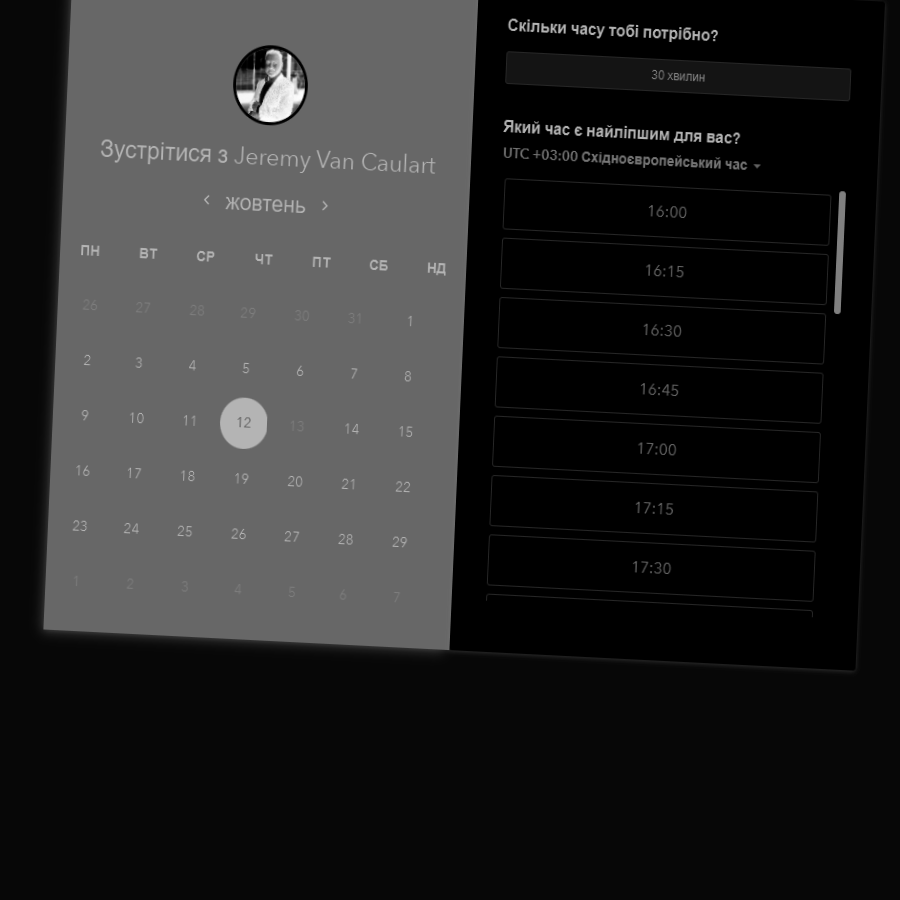 Зустрітися з Jeremy Van Caulart
‹ жовтень ›
ПН ВТ СР ЧТ ПТ СБ НД
26 27 28 29 30 31 1
2 3 4 5 6 7 8
9 10 11 12 13 14 15
16 17 18 19 20 21 22
23 24 25 26 27 28 29
1 2 3 4 5 6 7
Скільки часу тобі потрібно?
30 хвилин
Який час є найліпшим для вас?
UTC +03:00 Східноєвропейський час
16:00
16:15
16:30
16:45
17:00
17:15
17:30